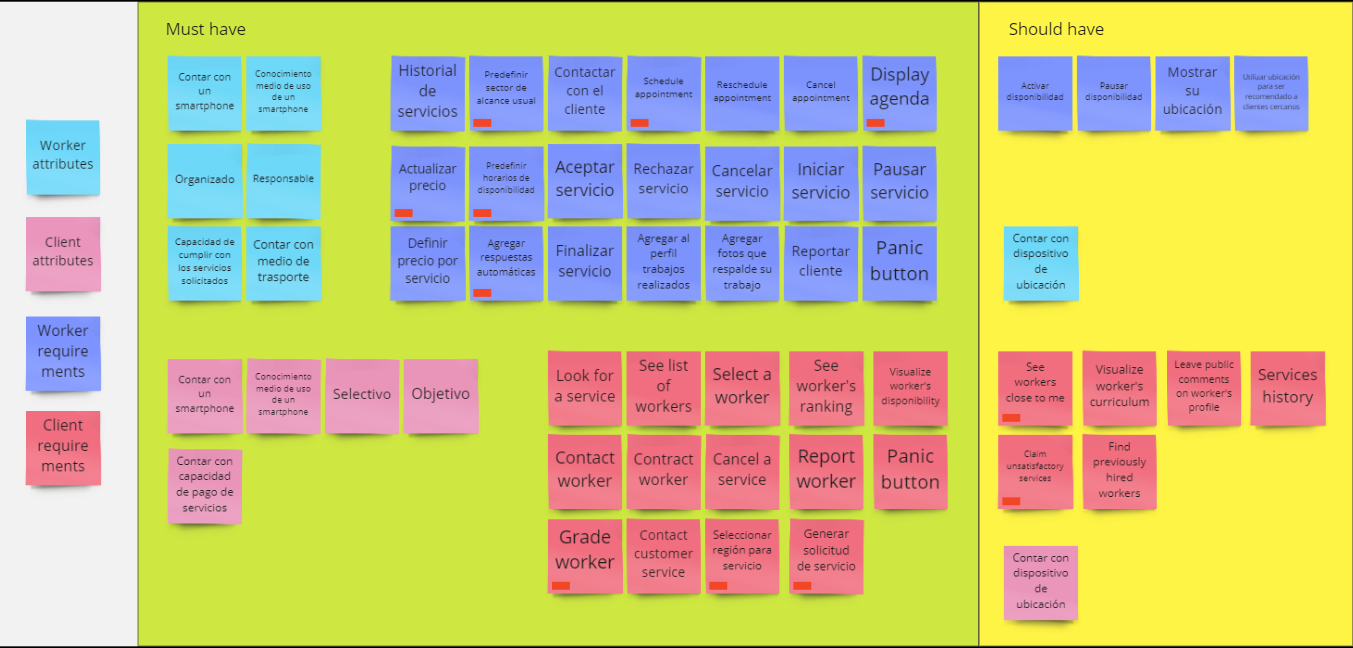 Must have
Should have
Worker
attributes
Client
attributes
Worker
require
ments
Client
require
ments
Contar con
un
smartphone
Conocimiento
medio de uso
de un
smartphone
Organizado
Responsable
Capacidad de
cumplir con
los servicios
solicitados
Contar con
medio de
trasporte
Historial
de
servicios
Predefinir
sector de
alcance usual
Contactar
con el
cliente
Schedule
appointment
Reschedule
appointment
Cancel
appointment
Display
agenda
Actualizar
precio
Predefinir
horarios de
disponibilidad
Aceptar
servicio
Rechazar
servicio
Cancelar
servicio
Iniciar
servicio
Pausar
servicio
Definir
precio por
servicio
Agregar
respuestas
automáticas
Finalizar
servicio
Agregar al
perfil
trabajos
realizados
Agregar
fotos que
respalde su
trabajo
Reportar
cliente
Panic
button
Contar con
un
smartphone
Conocimiento
medio de uso
de un
smartphone
Selectivo
Objetivo
Contar con
capacidad
de pago de
servicios
Look for
a service
See list
of
workers
Select a
worker
See
worker's
ranking
Visualize
worker's
disponibility
Contact
worker
Contract
worker
Cancel a
service
Report
worker
Panic
button
Grade
worker
Contact
customer
service
Seleccionar
región para
servicio
Generar
solicitud
de servicio
Activar
disponibilidad
Pausar
disponibilidad
Mostrar
su
ubicación
Utilizar ubicación
para ser
recomendado a
clientes cercanos
Contar con
dispositivo
de
ubicación
See
workers
close to me
Visualize
worker's
curriculum
Leave public
comments
on worker's
profile
Services
history
Claim
unsatisfactory
services
Find
previously
hired
workers
Contar con
dispositivo
de
ubicación